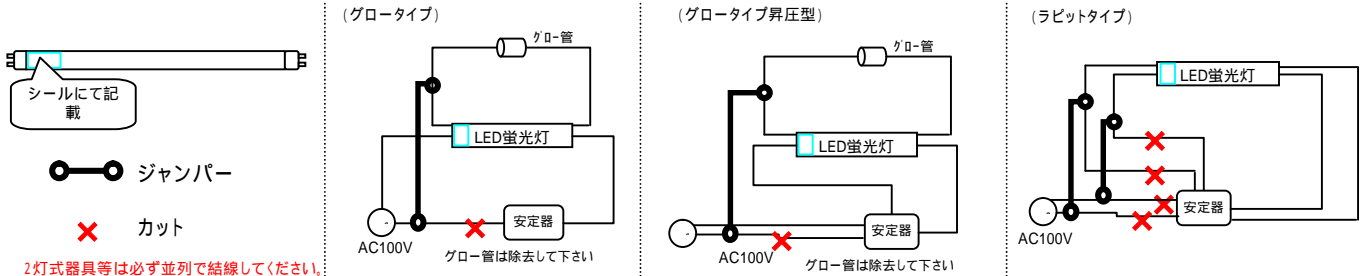 シールにて記
載
ジャンパー
カット
2灯式器具等は必ず並列で結線してください。
(グロータイプ)
グロー管
LED蛍光灯
安定器
AC100V
グロー管は除去して下さい
(グロータイプ昇圧型)
グロー管
LED蛍光灯
安定器
AC100V
グロー管は除去して下さい
(ラピットタイプ)
LED蛍光灯
安定器
AC100V